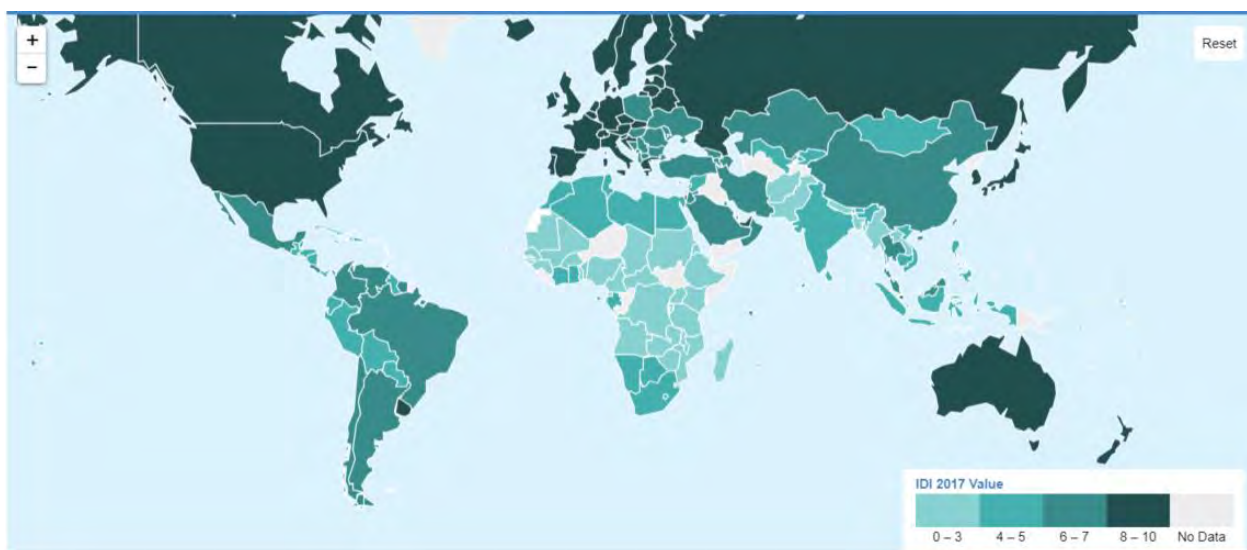 +
−
Reset
IDI 2017 Value
0 – 3 4 – 5 6 – 7 8 – 10 No Data